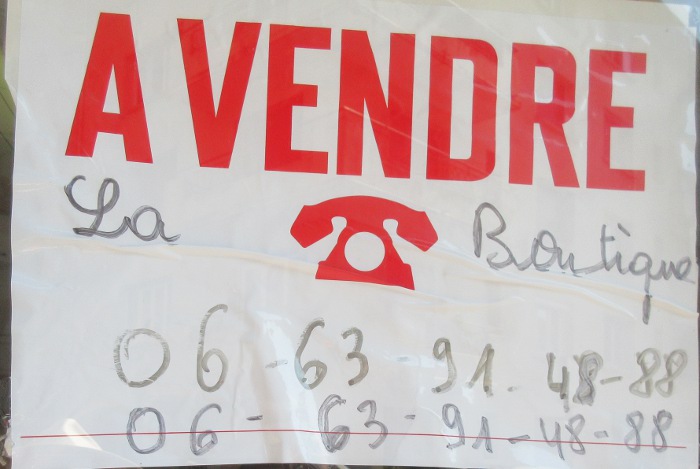 A VENDRE
La Boutique
06-63 91-48-88
06- 63-91-48-88